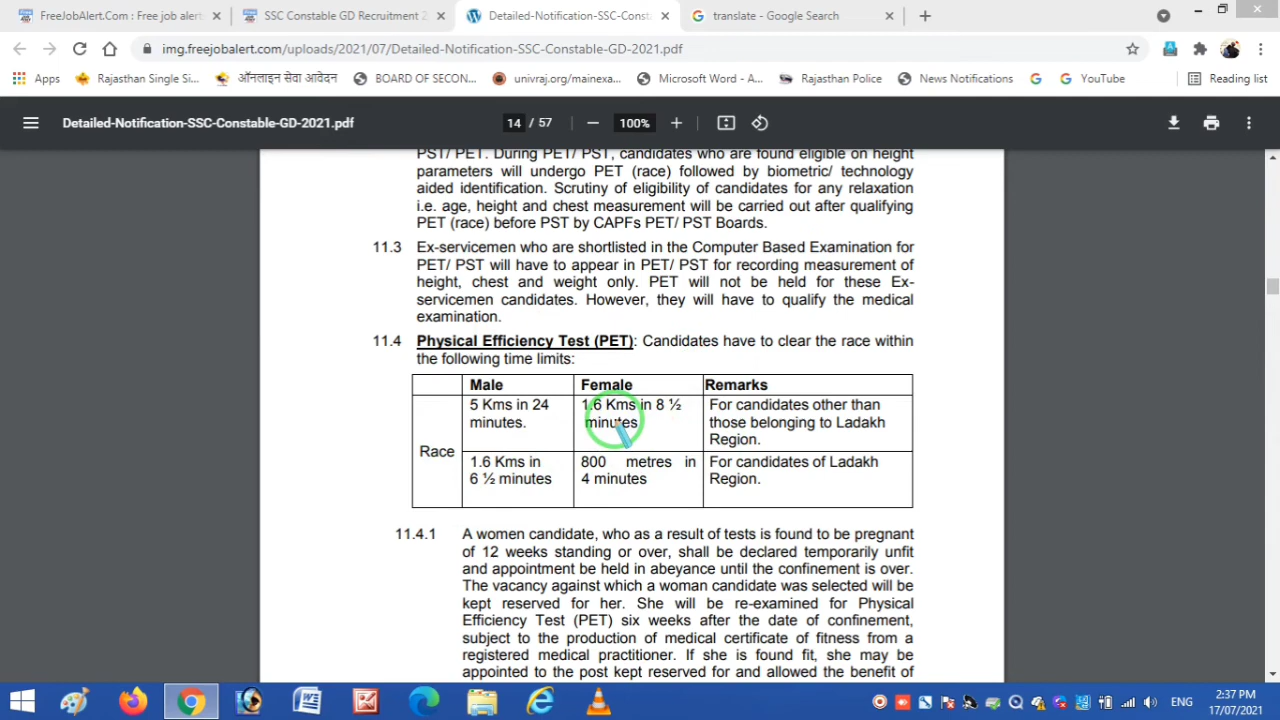 FreeJobAlert.Com : Free job alert
SSC Constable GD Recruitment 2
Detailed-Notification-SSC-Consta
translate - Google Search
img.freejobalert.com/uploads/2021/07/Detailed-Notification-SSC-Constable-GD-2021.pdf
Apps
Rajasthan Single Si...
ऑनलाइन सेवा आवेदन
BOARD OF SECON...
univraj.org/mainexa...
Microsoft Word - A...
Rajasthan Police
News Notifications
YouTube
Reading list
Detailed-Notification-SSC-Constable-GD-2021.pdf
14 / 57
100%
PST/ PET. During PET/ PST, candidates who are found eligible on height
parameters will undergo PET (race) followed by biometric/ technology
aided identification. Scrutiny of eligibility of candidates for any relaxation
i.e. age, height and chest measurement will be carried out after qualifying
PET (race) before PST by CAPFs PET/ PST Boards.
11.3 Ex-servicemen who are shortlisted in the Computer Based Examination for
PET/ PST will have to appear in PET/ PST for recording measurement of
height, chest and weight only. PET will not be held for these Ex-
servicemen candidates. However, they will have to qualify the medical
examination.
11.4 Physical Efficiency Test (PET): Candidates have to clear the race within
the following time limits:
Male Female Remarks
Race
5 Kms in 24
minutes.
1.6 Kms in 8 ½
minutes
For candidates other than
those belonging to Ladakh
Region.
1.6 Kms in
6 ½ minutes
800 metres in
4 minutes
For candidates of Ladakh
Region.
11.4.1 A women candidate, who as a result of tests is found to be pregnant
of 12 weeks standing or over, shall be declared temporarily unfit
and appointment be held in abeyance until the confinement is over.
The vacancy against which a woman candidate was selected will be
kept reserved for her. She will be re-examined for Physical
Efficiency Test (PET) six weeks after the date of confinement,
subject to the production of medical certificate of fitness from a
registered medical practitioner. If she is found fit, she may be
appointed to the post kept reserved for and allowed the benefit of
ENG
2:37 PM
17/07/2021